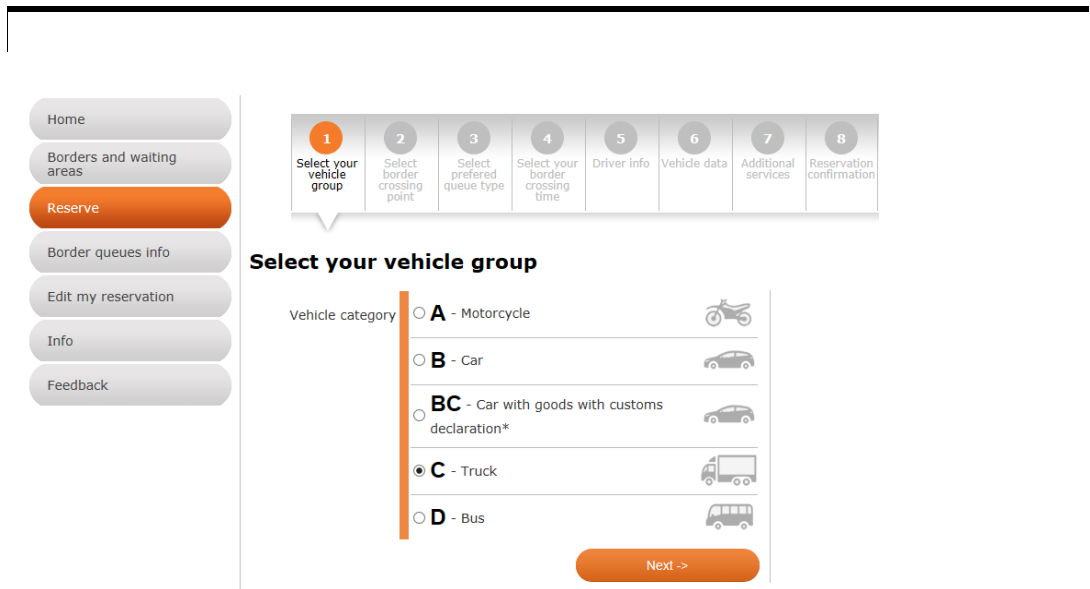 Home
Borders and waiting
areas
Reserve
Border queues info
Edit my reservation
Info
Feedback
1
Select your
vehicle
group
2
Select
border
crossing
point
3
Select
prefered
queue type
4
Select your
border
crossing
time
5
Driver info
6
Vehicle data
7
Additional
services
8
Reservation
confirmation
Select your vehicle group
Vehicle category
A - Motorcycle
B - Car
BC - Car with goods with customs
declaration*
C - Truck
D - Bus
Next ->